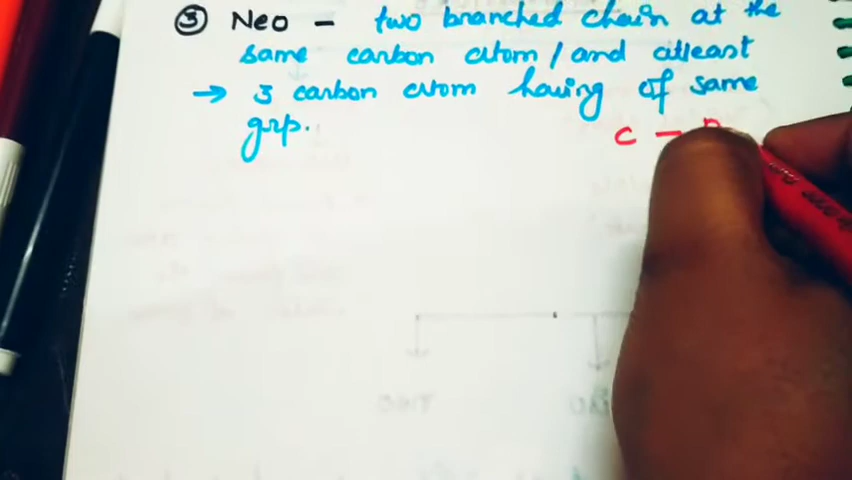 ③ Neo - two branched chain at the
same carbon atom / and atleast
→ 3 carbon atom having of same
grp.
C -